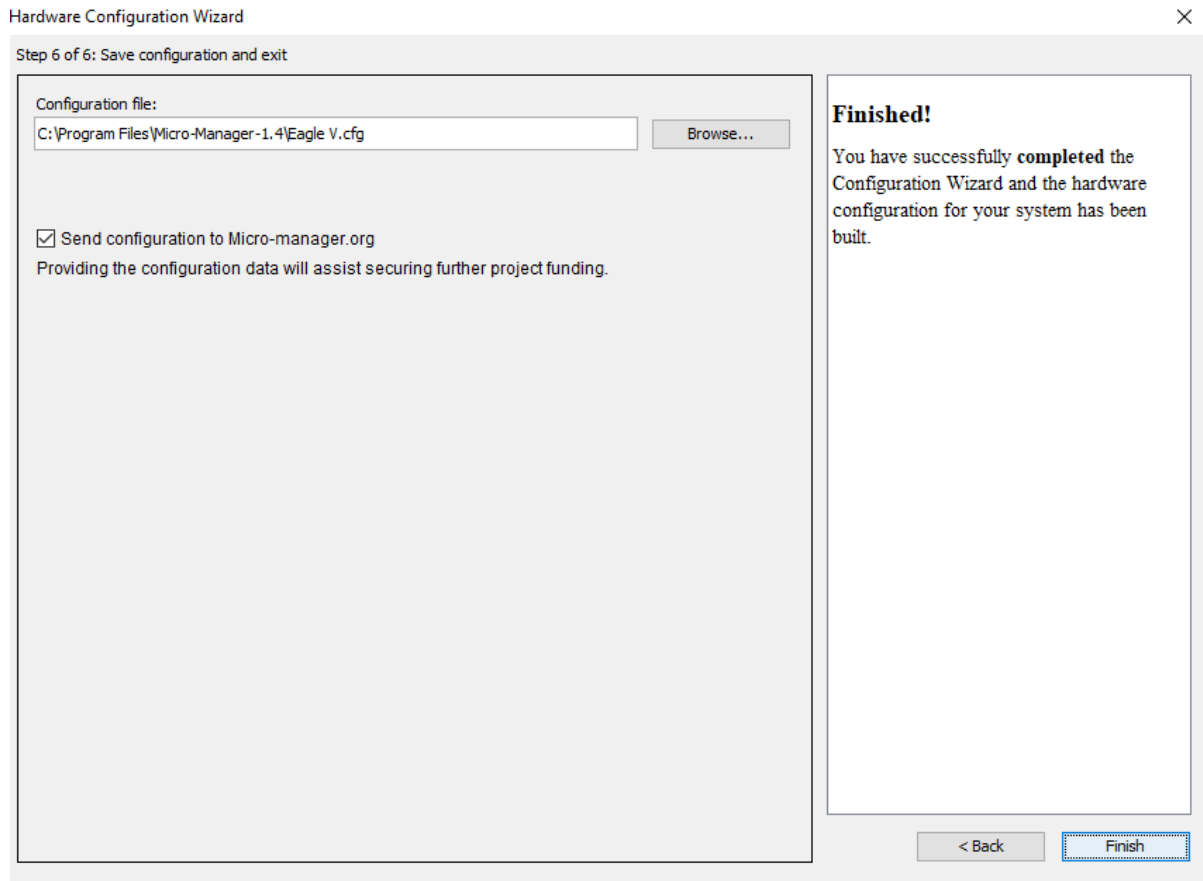 Hardware Configuration Wizard
Step 6 of 6: Save configuration and exit
Configuration file:
C:\Program Files\Micro-Manager-1.4\Eagle V.cfg
Browse...
Send configuration to Micro-manager.org
Providing the configuration data will assist securing further project funding.
Finished!
You have successfully completed the
Configuration Wizard and the hardware
configuration for your system has been
built.
< Back
Finish